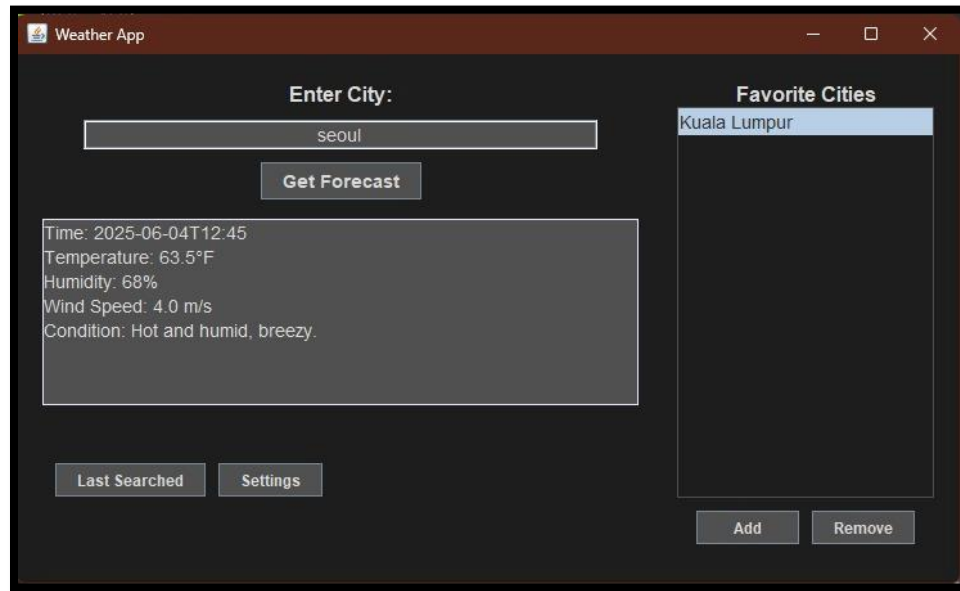 Weather App
Enter City:
seoul
Get Forecast
Time: 2025-06-04T12:45
Temperature: 63.5°F
Humidity: 68%
Wind Speed: 4.0 m/s
Condition: Hot and humid, breezy.
Last Searched
Settings
Favorite Cities
Kuala Lumpur
Add
Remove